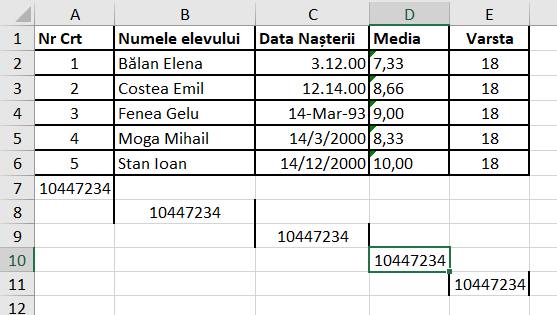 A B C D E
1 Nr Crt Numele elevului Data Nașterii Media Varsta
2 1 Bălan Elena 3.12.00 7,33 18
3 2 Costea Emil 12.14.00 8,66 18
4 3 Fenea Gelu 14-Mar-93 9,00 18
5 4 Moga Mihail 14/3/2000 8,33 18
6 5 Stan Ioan 14/12/2000 10,00 18
7 10447234
8 10447234
9 10447234
10 10447234
11 10447234
12